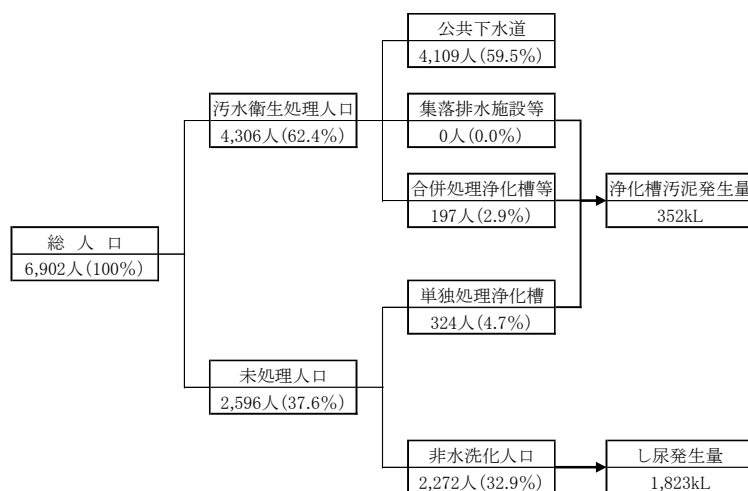 公共下水道
4,109人(59.5%)
汚水衛生処理人口
4,306人(62.4%)
集落排水施設等
0人(0.0%)
合併処理浄化槽等
197人(2.9%)
浄化槽汚泥発生量
352kL
総 人 口
6,902人(100%)
単独処理浄化槽
324人(4.7%)
未処理人口
2,596人(37.6%)
非水洗化人口
2,272人(32.9%)
し尿発生量
1,823kL